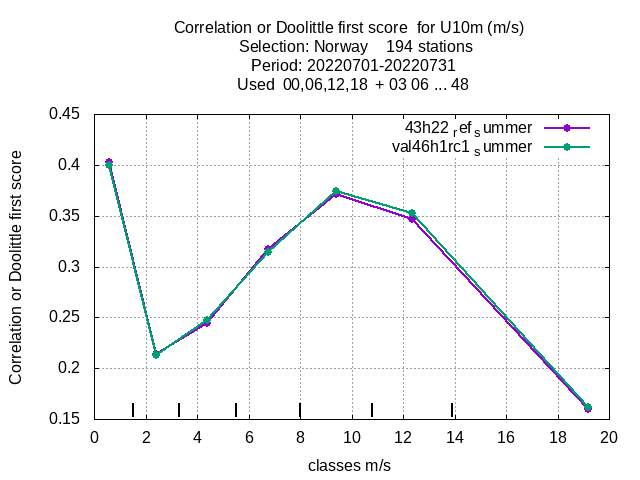 Correlation or Doolittle first score for U10m (m/s)
Selection: Norway 194 stations
Period: 20220701-20220731
Used 00,06,12,18 + 03 06 ... 48
43h22 ref summer
val46h1rc1 summer
Correlation or Doolittle first score
0.45
0.4
0.35
0.3
0.25
0.2
0.15
0 2 4 6 8 10 12 14 16 18 20
classes m/s